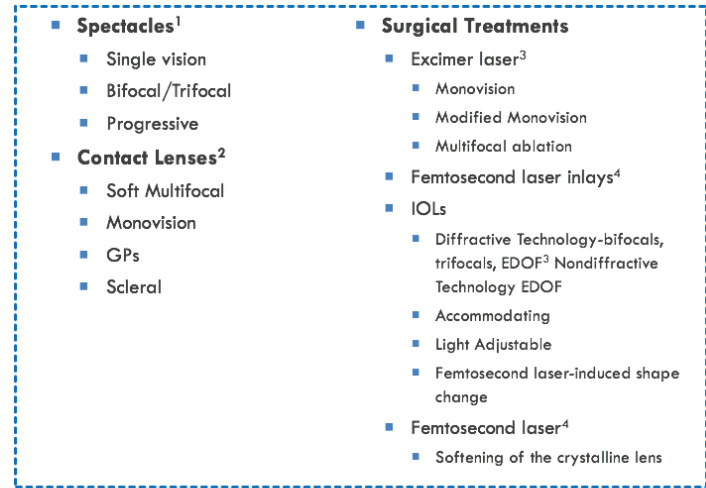 Spectacles¹
Single vision
Bifocal/Trifocal
Progressive
Contact Lenses²
Soft Multifocal
Monovision
GPs
Scleral
Surgical Treatments
Excimer laser³
Monovision
Modified Monovision
Multifocal ablation
Femtosecond laser inlays⁴
IOLs
Diffractive Technology-bifocals,
trifocals, EDOF³ Nondiffractive
Technology EDOF
Accommodating
Light Adjustable
Femtosecond laser-induced shape
change
Femtosecond laser⁴
Softening of the crystalline lens